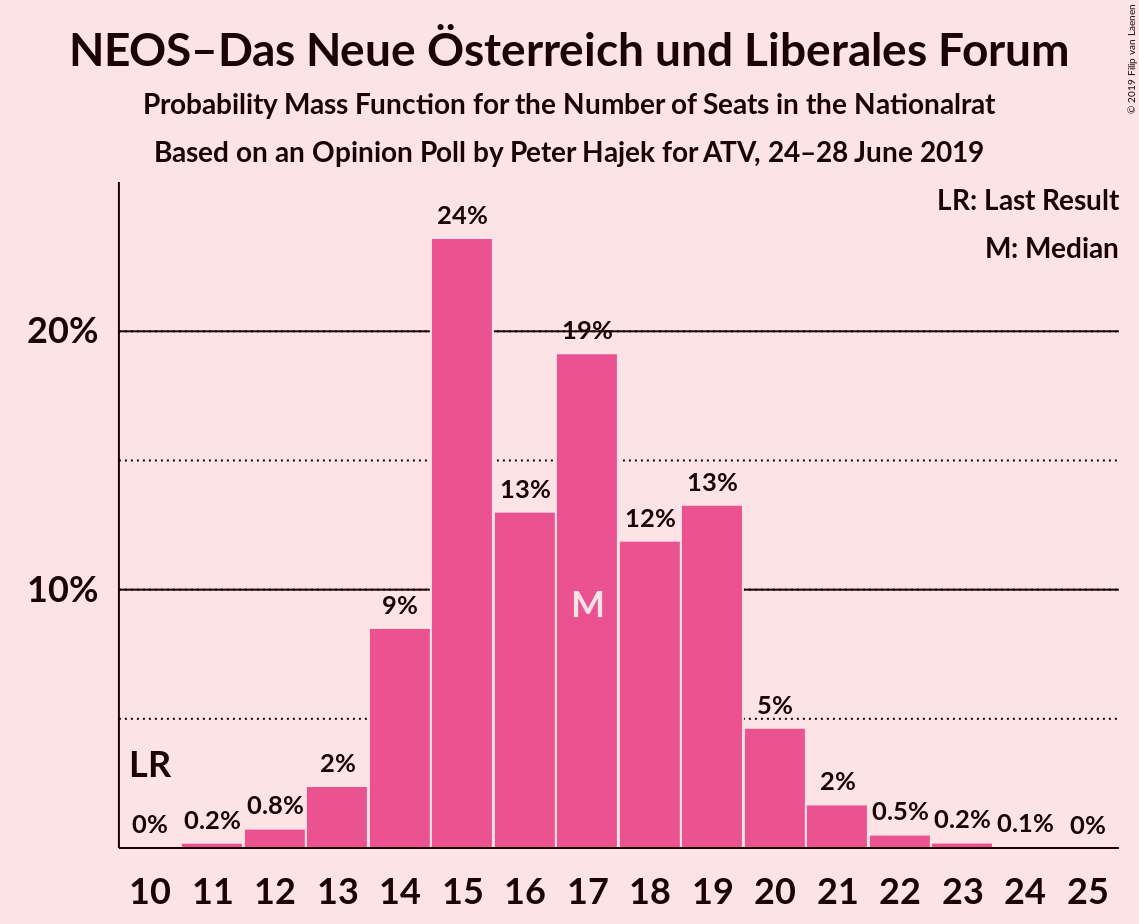 NEOS–Das Neue Österreich und Liberales Forum
Probability Mass Function for the Number of Seats in the Nationalrat
Based on an Opinion Poll by Peter Hajek for ATV, 24–28 June 2019
© 2019 Filip van Laenen
LR: Last Result
M: Median
20%
10%
LR
M
0%
0.2%
0.8%
2%
9%
24%
13%
19%
12%
13%
5%
2%
0.5%
0.2%
0.1%
0%
10 11 12 13 14 15 16 17 18 19 20 21 22 23 24 25